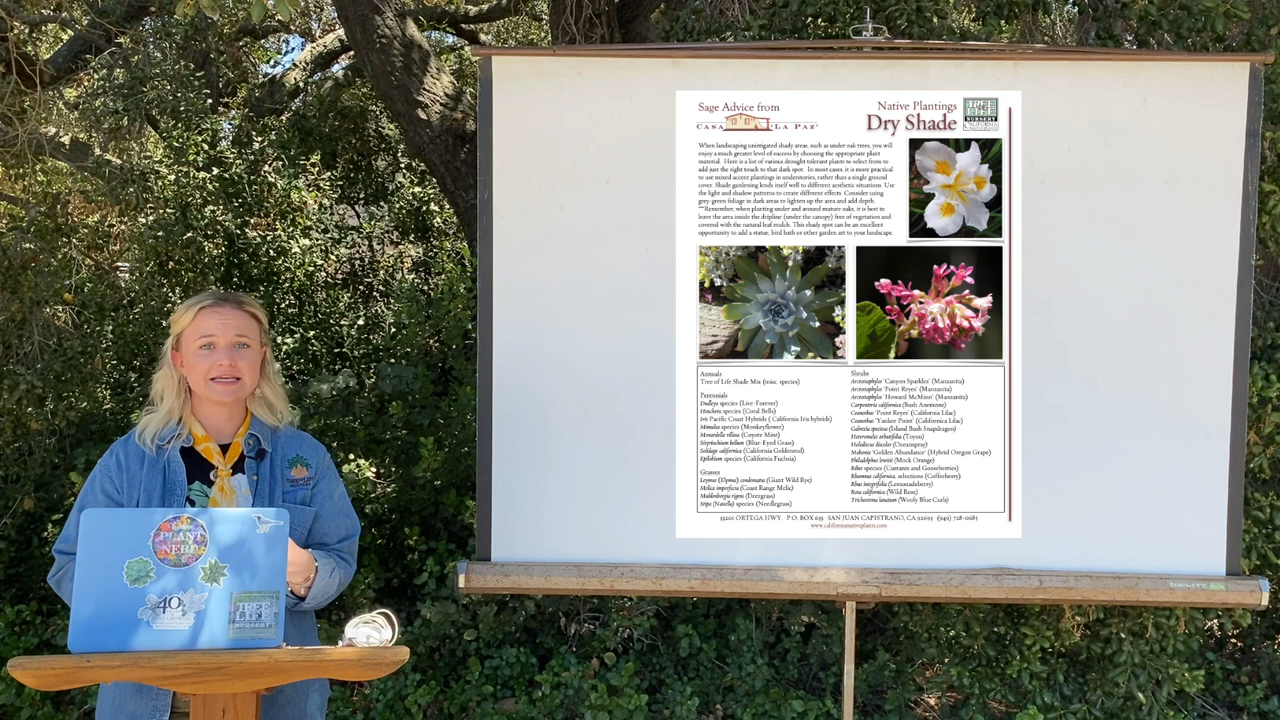 Sage Advice from
CASA LA PAZ
Native Plantings
Dry Shade
TREE
LIFE
NURSERY
CALIFORNIA
When landscaping unirrigated shady areas, such as under oak trees, you will
enjoy a much greater level of success by choosing the appropriate plant
material. Here is a list of various drought tolerant plants to select from to
add just the right touch to that dark spot. In most cases, it is more practical
to use mixed accent plantings in understories, rather than a single ground
cover. Shade gardening lends itself well to different aesthetic situations. Use
the light and shadow patterns to create different effects. Consider using
grey-green foliage in dark areas to lighten up the area and add depth.
***Remember, when planting under and around mature oaks, it is best to
leave the area inside the dripline (under the canopy) free of vegetation and
covered with the natural leaf mulch. This shady spot can be an excellent
opportunity to add a statue, bird bath or other garden art to your landscape.
Annuals
Tree of Life Shade Mix (misc. species)
Perennials
Dudleya species (Live-Forever)
Heuchera species (Coral Bells)
Iris Pacific Coast Hybrids ( California Iris hybrids)
Mimulus species (Monkeyflower)
Monardella villosa (Coyote Mint)
Sisyrinchium bellum (Blue-Eyed Grass)
Solidago californica (California Goldenrod)
Epilobium species (California Fuchsia)
Grasses
Leymus (Elymus) condensatus (Giant Wild Rye)
Melica imperfecta (Coast Range Melic)
Muhlenbergia rigens (Deergrass)
Stipa (Nassella) species (Needlegrass)
Shrubs
Arctostaphylos 'Canyon Sparkles' (Manzanita)
Arctostaphylos 'Point Reyes' (Manzanita)
Arctostaphylos 'Howard McMinn' (Manzanita)
Carpenteria californica (Bush Anemone)
Ceanothus 'Point Reyes' (California Lilac)
Ceanothus 'Yankee Point' (California Lilac)
Galvezia speciosa (Island Bush Snapdragon)
Heteromeles arbutifolia (Toyon)
Holodiscus discolor (Oceanspray)
Mahonia 'Golden Abundance' (Hybrid Oregon Grape)
Philadelphus lewisii (Mock Orange)
Ribes species (Currants and Gooseberries)
Rhamnus californica, selections (Coffeeberry)
Rhus integrifolia (Lemonadeberry)
Rosa californica (Wild Rose)
Trichostema lanatum (Wooly Blue Curls)
33201 ORTEGA HWY. P.O. BOX 635 SAN JUAN CAPISTRANO, CA 92693 (949) 728-0685
www.californianativeplants.com
PLANT
NERD
40
TREE
LIFE
NURSERY
DA-LITE